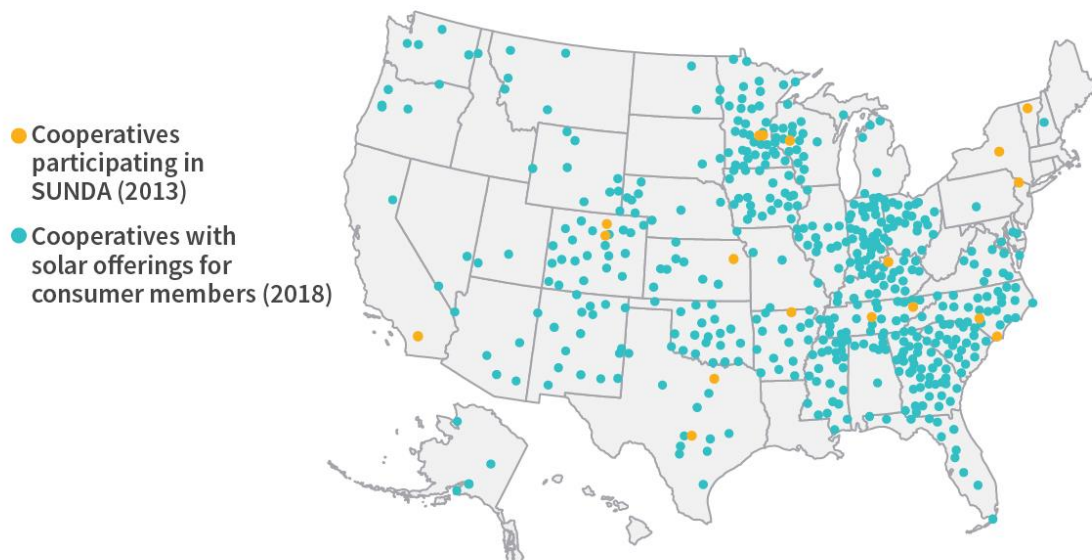 Cooperatives
participating in
SUNDA (2013)
Cooperatives with
solar offerings for
consumer members (2018)